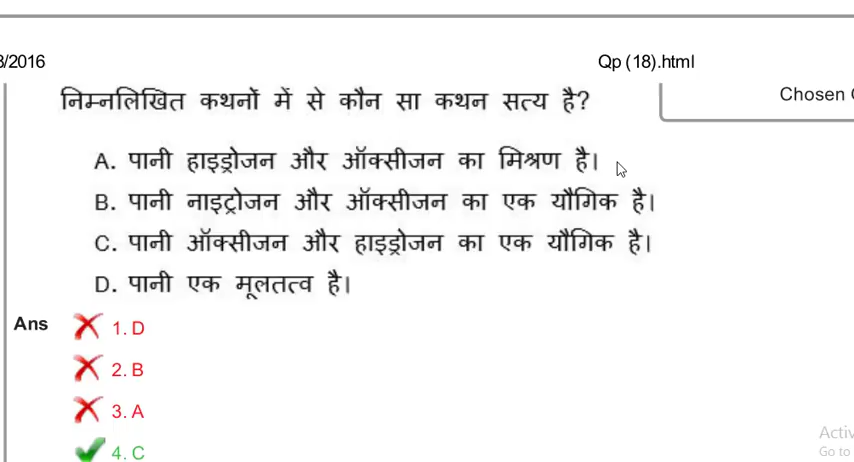 8/2016 Qp (18).html
Chosen
निम्नलिखित कथनों में से कौन सा कथन सत्य है?
A. पानी हाइड्रोजन और ऑक्सीजन का मिश्रण है।
B. पानी नाइट्रोजन और ऑक्सीजन का एक यौगिक है।
C. पानी ऑक्सीजन और हाइड्रोजन का एक यौगिक है।
D. पानी एक मूलतत्व है।
Ans 1. D
2. B
3. A
4. C
Activ
Go to